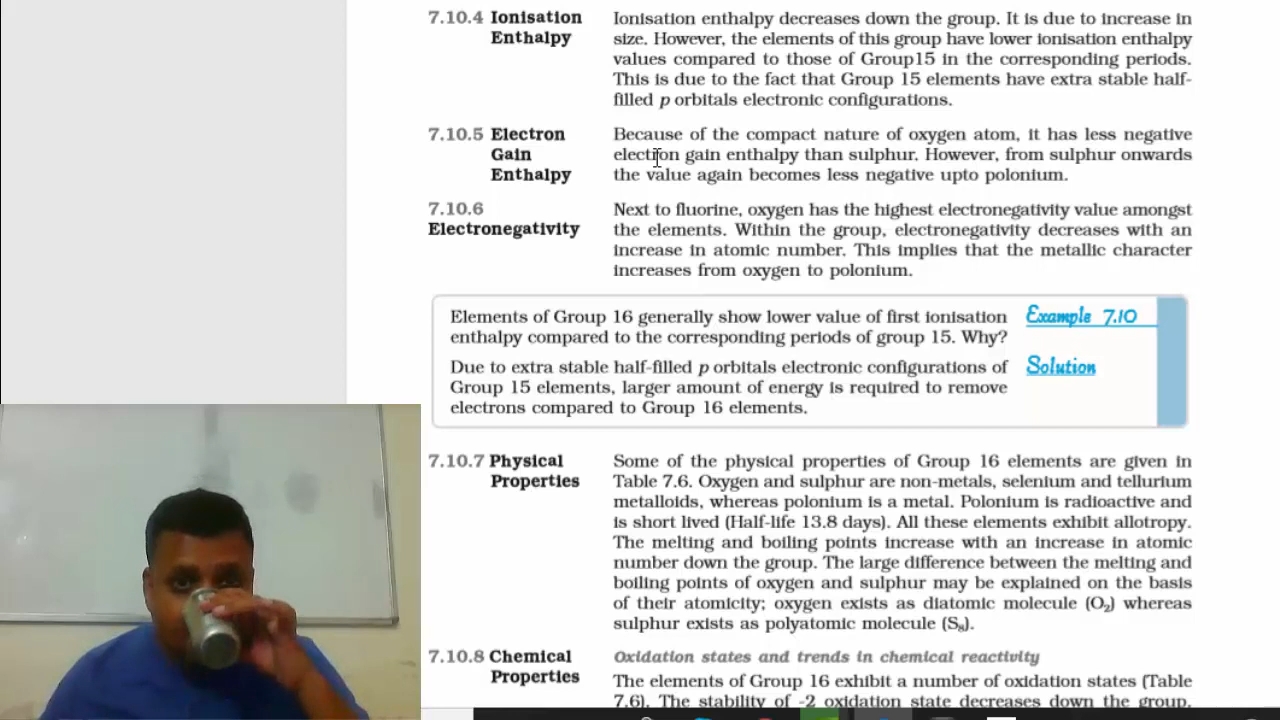 7.10.4 Ionisation
Enthalpy
Ionisation enthalpy decreases down the group. It is due to increase in
size. However, the elements of this group have lower ionisation enthalpy
values compared to those of Group15 in the corresponding periods.
This is due to the fact that Group 15 elements have extra stable half-
filled p orbitals electronic configurations.
7.10.5 Electron
Gain
Enthalpy
Because of the compact nature of oxygen atom, it has less negative
electron gain enthalpy than sulphur. However, from sulphur onwards
the value again becomes less negative upto polonium.
7.10.6
Electronegativity
Next to fluorine, oxygen has the highest electronegativity value amongst
the elements. Within the group, electronegativity decreases with an
increase in atomic number. This implies that the metallic character
increases from oxygen to polonium.
Elements of Group 16 generally show lower value of first ionisation
enthalpy compared to the corresponding periods of group 15. Why?
Example 7.10
Due to extra stable half-filled p orbitals electronic configurations of
Group 15 elements, larger amount of energy is required to remove
electrons compared to Group 16 elements.
Solution
7.10.7 Physical
Properties
Some of the physical properties of Group 16 elements are given in
Table 7.6. Oxygen and sulphur are non-metals, selenium and tellurium
metalloids, whereas polonium is a metal. Polonium is radioactive and
is short lived (Half-life 13.8 days). All these elements exhibit allotropy.
The melting and boiling points increase with an increase in atomic
number down the group. The large difference between the melting and
boiling points of oxygen and sulphur may be explained on the basis
of their atomicity; oxygen exists as diatomic molecule (O₂) whereas
sulphur exists as polyatomic molecule (S₈).
7.10.8 Chemical
Properties
Oxidation states and trends in chemical reactivity
The elements of Group 16 exhibit a number of oxidation states (Table
7.6). The stability of -2 oxidation state decreases down the group.